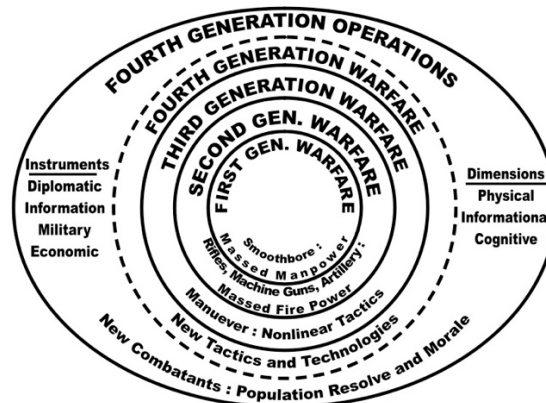 FOURTH GENERATION OPERATIONS
FOURTH GENERATION WARFARE
THIRD GENERATION WARFARE
SECOND GEN. WARFARE
FIRST GEN. WARFARE
Instruments
Diplomatic
Information
Military
Economic
Dimensions
Physical
Informational
Cognitive
Smoothbore :
Massed Manpower
Rifles, Machine Guns, Artillery :
Massed Fire Power
Manuever : Nonlinear Tactics
New Tactics and Technologies
New Combatants : Population Resolve and Morale